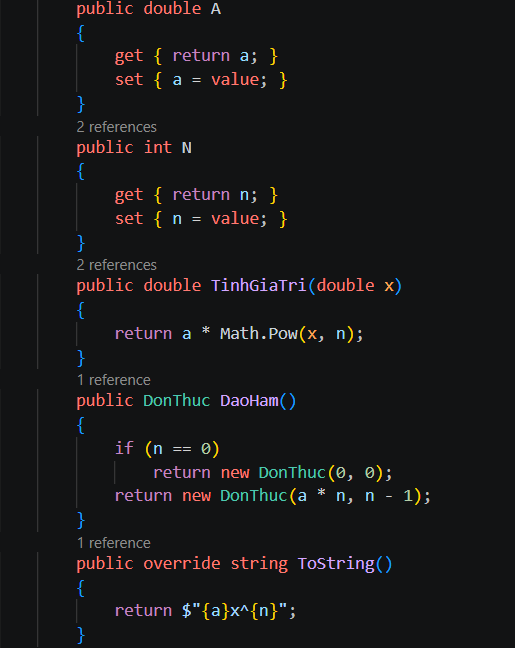 public double A
{
get { return a; }
set { a = value; }
}
2 references
public int N
{
get { return n; }
set { n = value; }
}
2 references
public double TinhGiaTri(double x)
{
return a * Math.Pow(x, n);
}
1 reference
public DonThuc DaoHam()
{
if (n == 0)
return new DonThuc(0, 0);
return new DonThuc(a * n, n - 1);
}
1 reference
public override string ToString()
{
return $"{a}x^{n}";
}